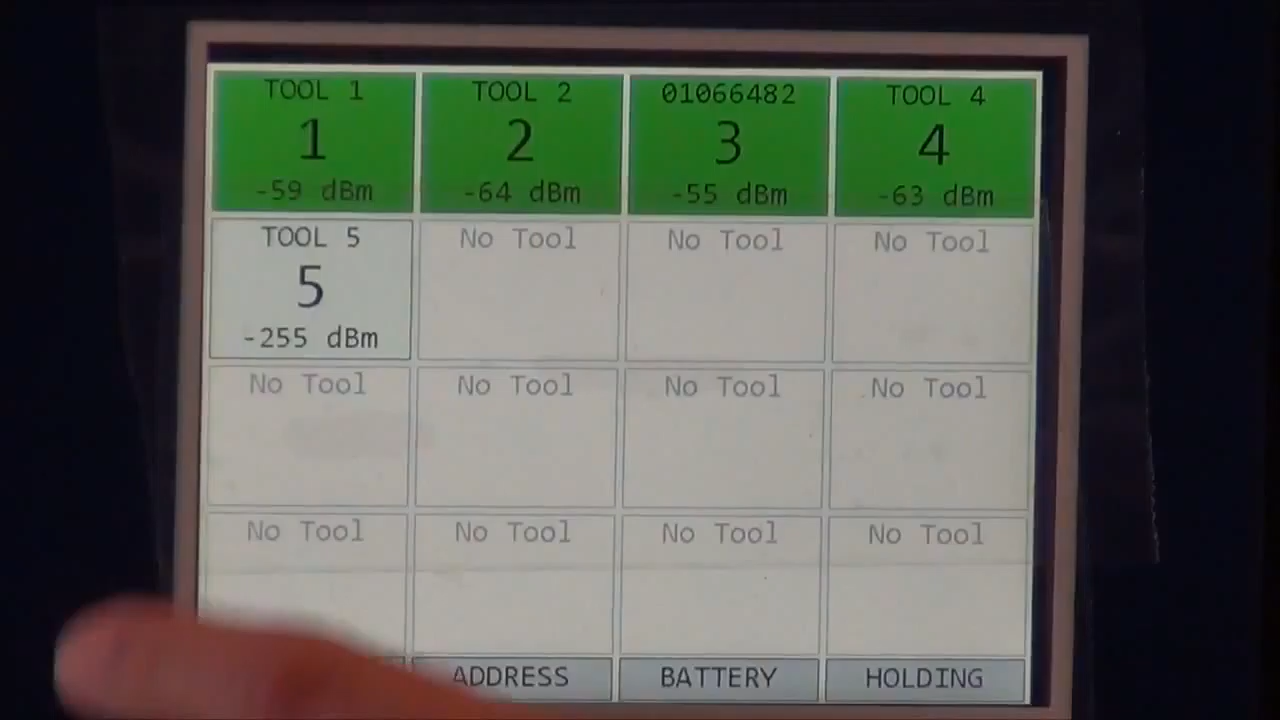 TOOL 1
1
-59 dBm
TOOL 2
2
-64 dBm
01066482
3
-55 dBm
TOOL 4
4
-63 dBm
TOOL 5
5
-255 dBm
No Tool
No Tool
No Tool
No Tool
No Tool
No Tool
No Tool
No Tool
No Tool
No Tool
No Tool
ADDRESS
BATTERY
HOLDING